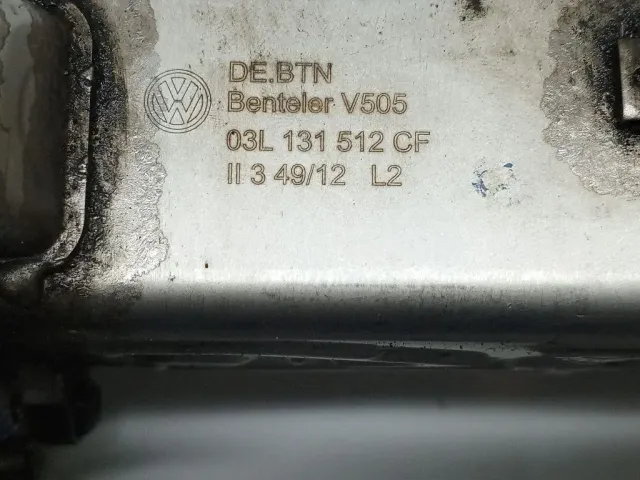 DE.BTN
Benteler V505
03L 131 512 CF
II 3 49/12 L2